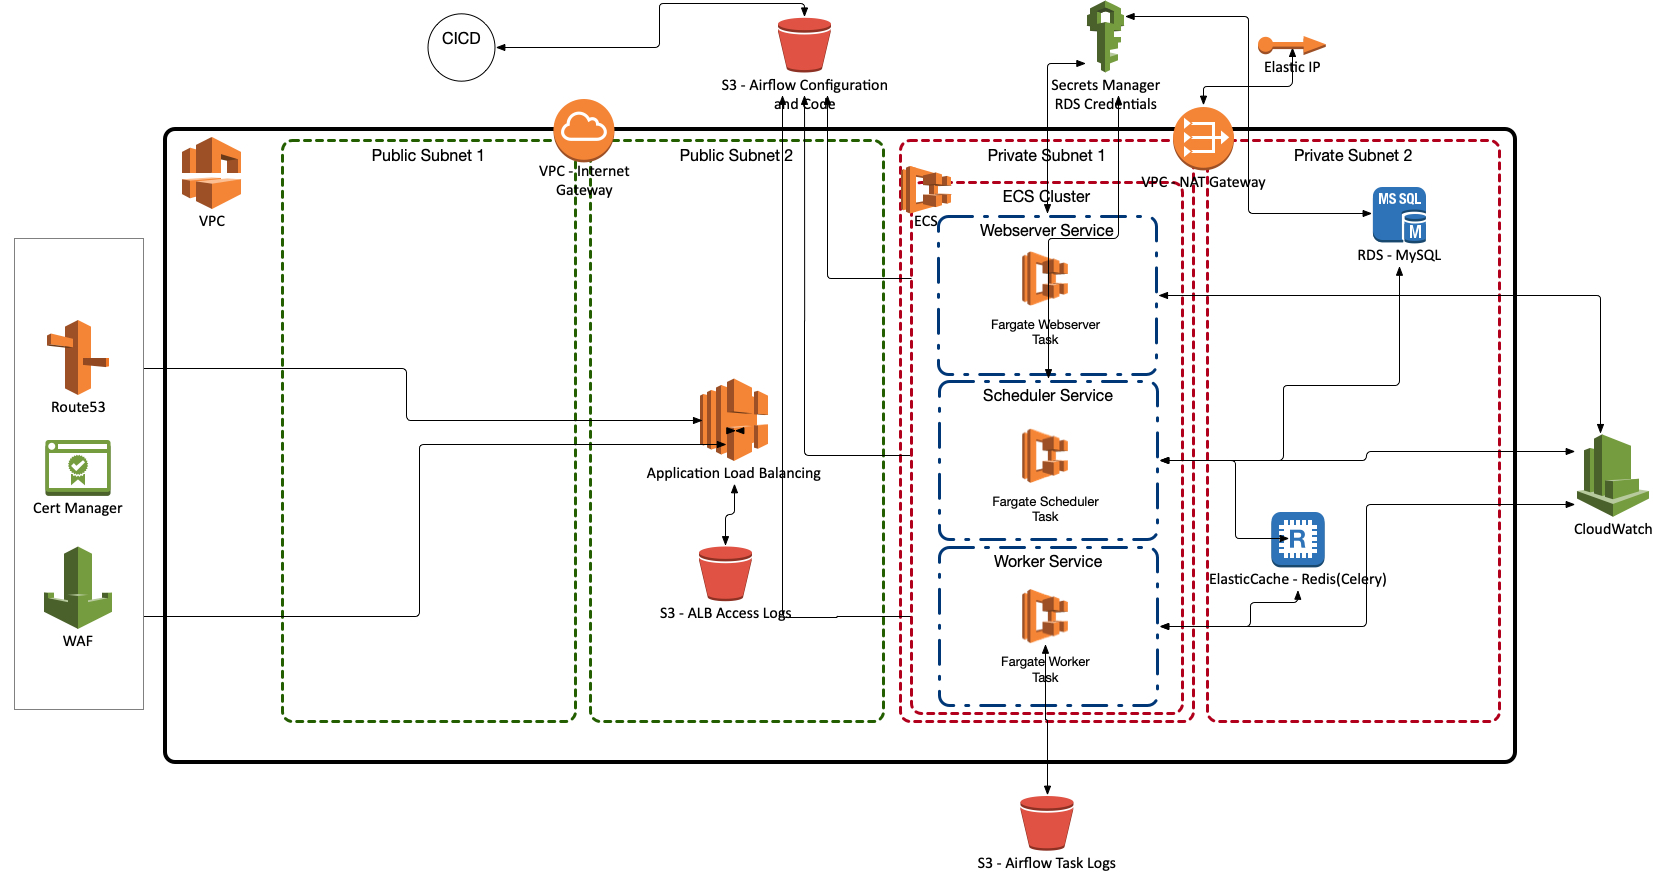 CICD
S3 - Airflow Configuration
and Code
Secrets Manager
RDS Credentials
Elastic IP
Public Subnet 1
VPC - Internet
Gateway
Public Subnet 2
Private Subnet 1
VPC - NAT Gateway
Private Subnet 2
VPC
ECS
ECS Cluster
MS SQL
M
RDS - MySQL
Webserver Service
Fargate Webserver
Task
Route53
Cert Manager
WAF
Application Load Balancing
S3 - ALB Access Logs
Scheduler Service
Fargate Scheduler
Task
R
ElasticCache - Redis(Celery)
CloudWatch
Worker Service
Fargate Worker
Task
S3 - Airflow Task Logs